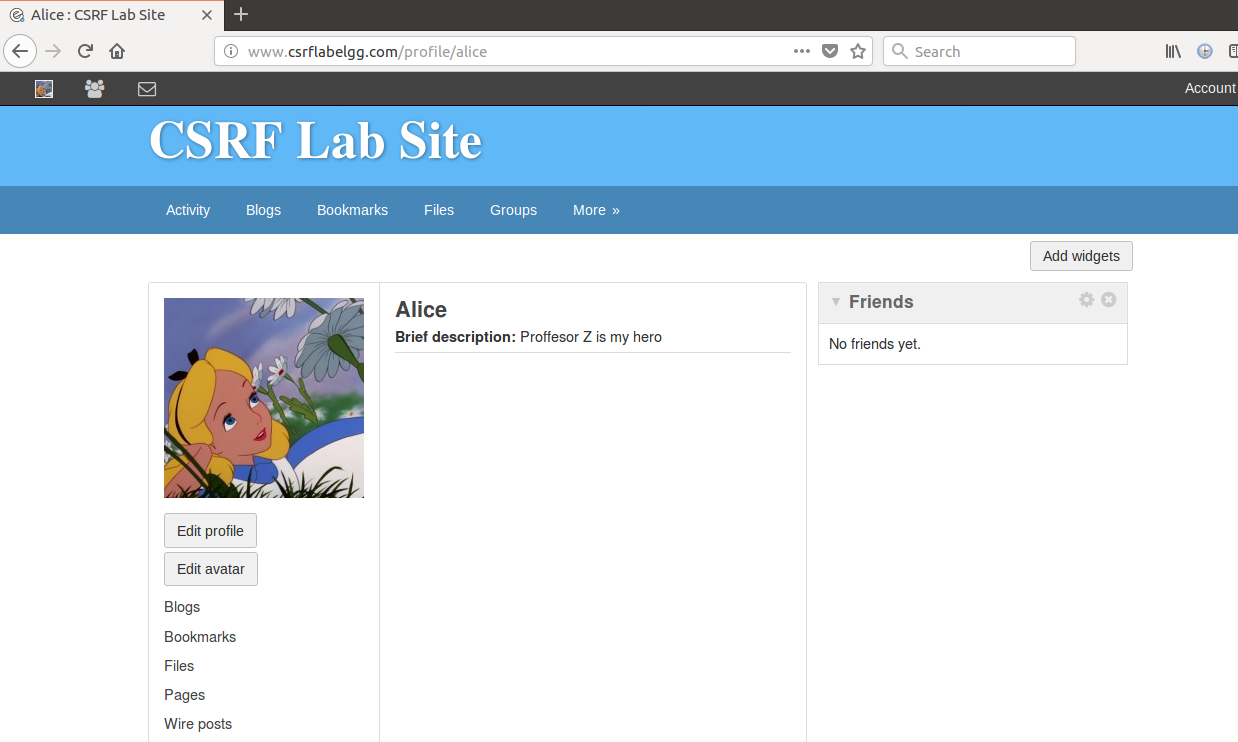 Alice : CSRF Lab Site
www.csrflabelgg.com/profile/alice
Search
Account
CSRF Lab Site
Activity Blogs Bookmarks Files Groups More »
Add widgets
Alice
Brief description: Proffesor Z is my hero
Friends
No friends yet.
Edit profile
Edit avatar
Blogs
Bookmarks
Files
Pages
Wire posts